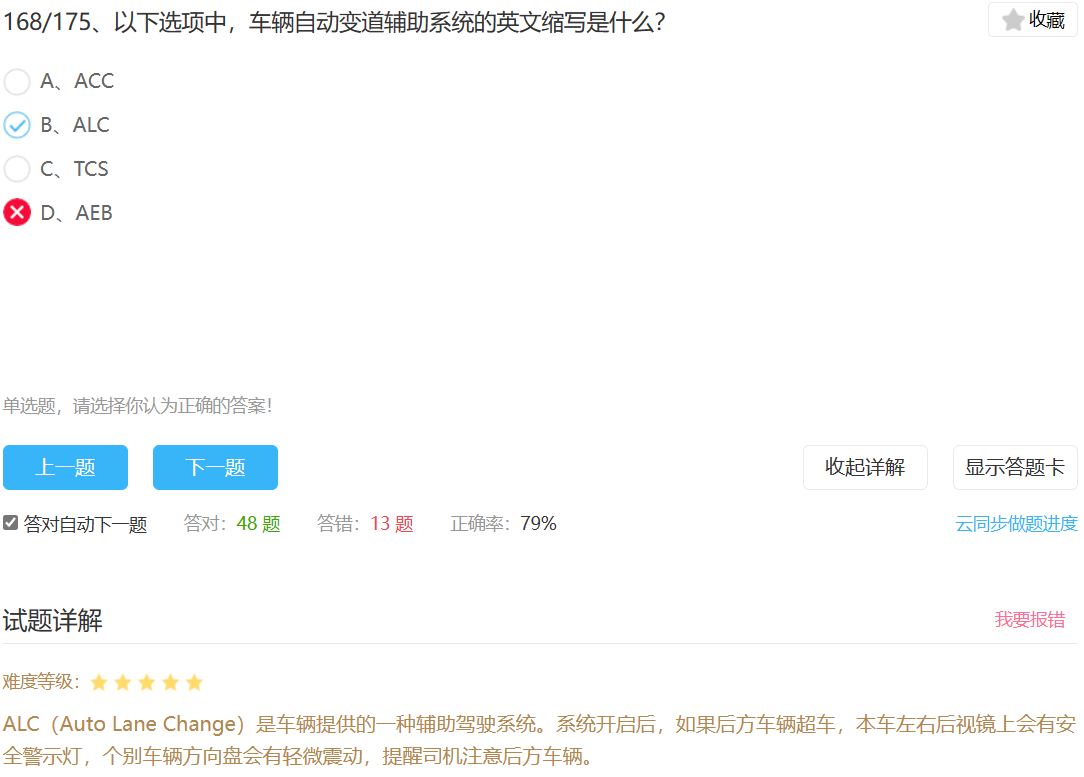 168/175、以下选项中，车辆自动变道辅助系统的英文缩写是什么？
收藏
A、ACC
B、ALC
C、TCS
D、AEB
单选题，请选择你认为正确的答案！
上一题 下一题 收起详解 显示答题卡
答对自动下一题 答对：48 题 答错：13 题 正确率：79% 云同步做题进度
试题详解 我要报错
难度等级：
ALC（Auto Lane Change）是车辆提供的一种辅助驾驶系统。系统开启后，如果后方车辆超车，本车左右后视镜上会有安
全警示灯，个别车辆方向盘会有轻微震动，提醒司机注意后方车辆。